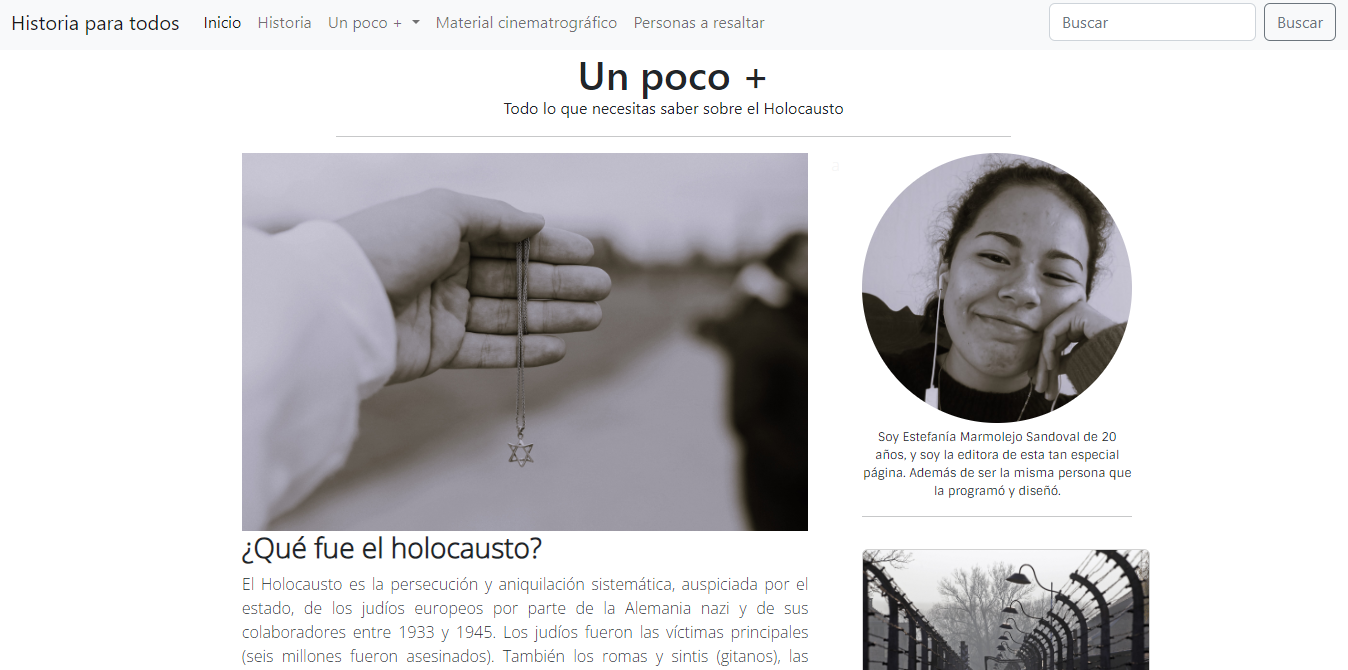 Historia para todos Inicio Historia Un poco + Material cinematrográfico Personas a resaltar Buscar Buscar
Un poco +
Todo lo que necesitas saber sobre el Holocausto
Soy Estefanía Marmolejo Sandoval de 20
años, y soy la editora de esta tan especial
página. Además de ser la misma persona que
la programó y diseñó.
¿Qué fue el holocausto?
El Holocausto es la persecución y aniquilación sistemática, auspiciada por el
estado, de los judíos europeos por parte de la Alemania nazi y de sus
colaboradores entre 1933 y 1945. Los judíos fueron las víctimas principales
(seis millones fueron asesinados). También los romas y sintis (gitanos), las